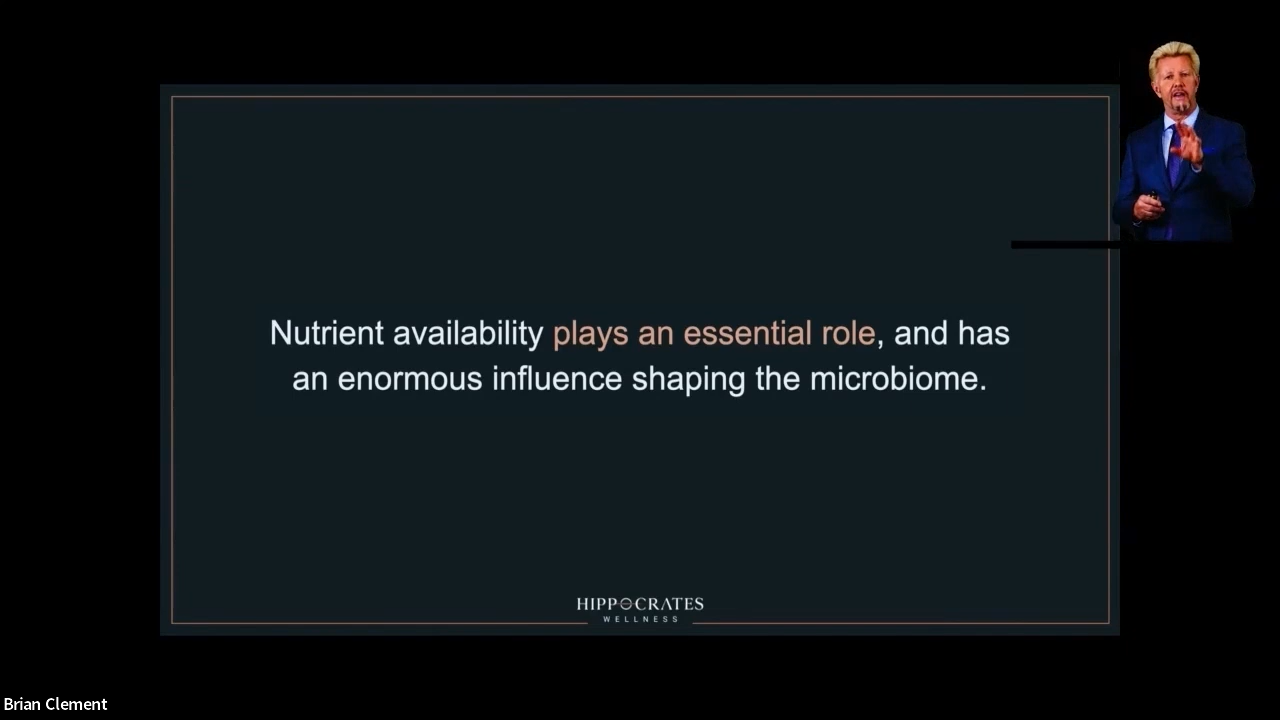 Nutrient availability plays an essential role, and has
an enormous influence shaping the microbiome.
HIPPOCRATES
WELLNESS
Brian Clement